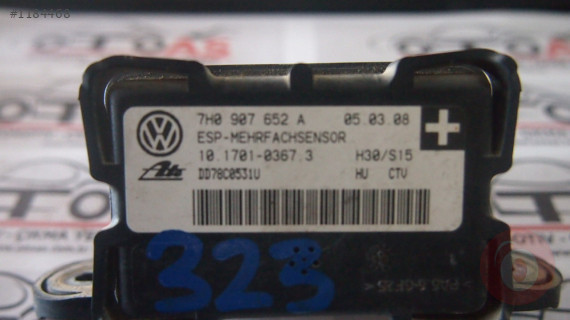 #1184468
7H0 907 652 A 05.03.08
ESP-MEHRFACHSENSOR
10.1701-0367.3 H30/S15
Ate DD78C0531U HU CTV
323